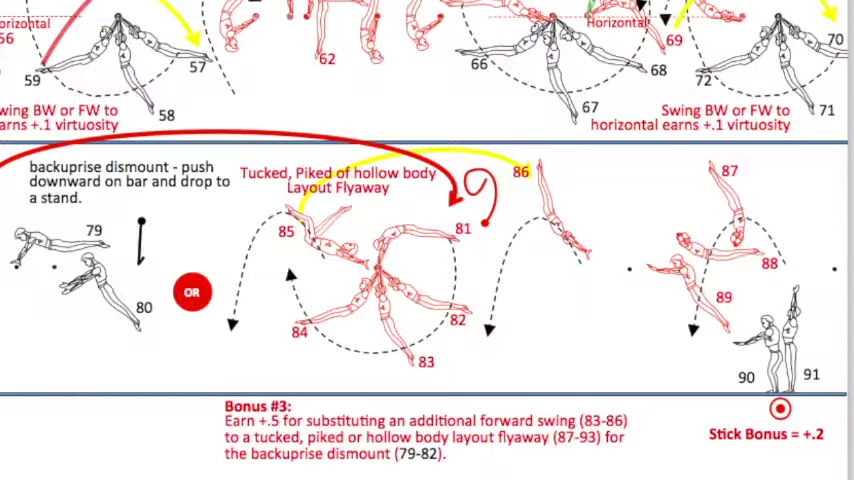 orizontal
56
59
57
58
wing BW or FW to
arns +.1 virtuosity
62
Horizontal
69
66
68
67
70
72
71
Swing BW or FW to
horizontal earns +.1 virtuosity
backuprise dismount - push
downward on bar and drop to
a stand.
Tucked, Piked of hollow body
Layout Flyaway
79
80
OR
85
81
82
84
83
86
87
88
89
90
91
Bonus #3:
Earn +.5 for substituting an additional forward swing (83-86)
to a tucked, piked or hollow body layout flyaway (87-93) for
the backuprise dismount (79-82).
Stick Bonus = +.2